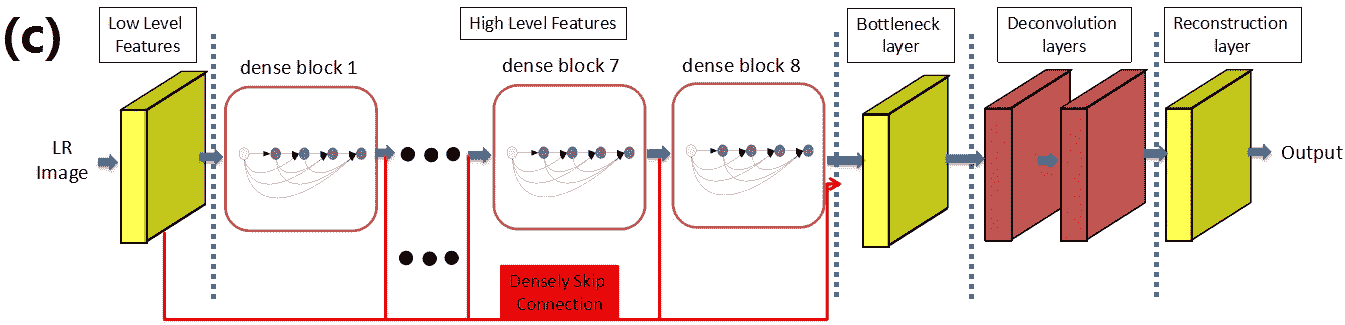 (c)
Low Level
Features
High Level Features
Bottleneck
layer
Deconvolution
layers
Reconstruction
layer
dense block 1
dense block 7
dense block 8
LR
Image
Output
Densely Skip
Connection